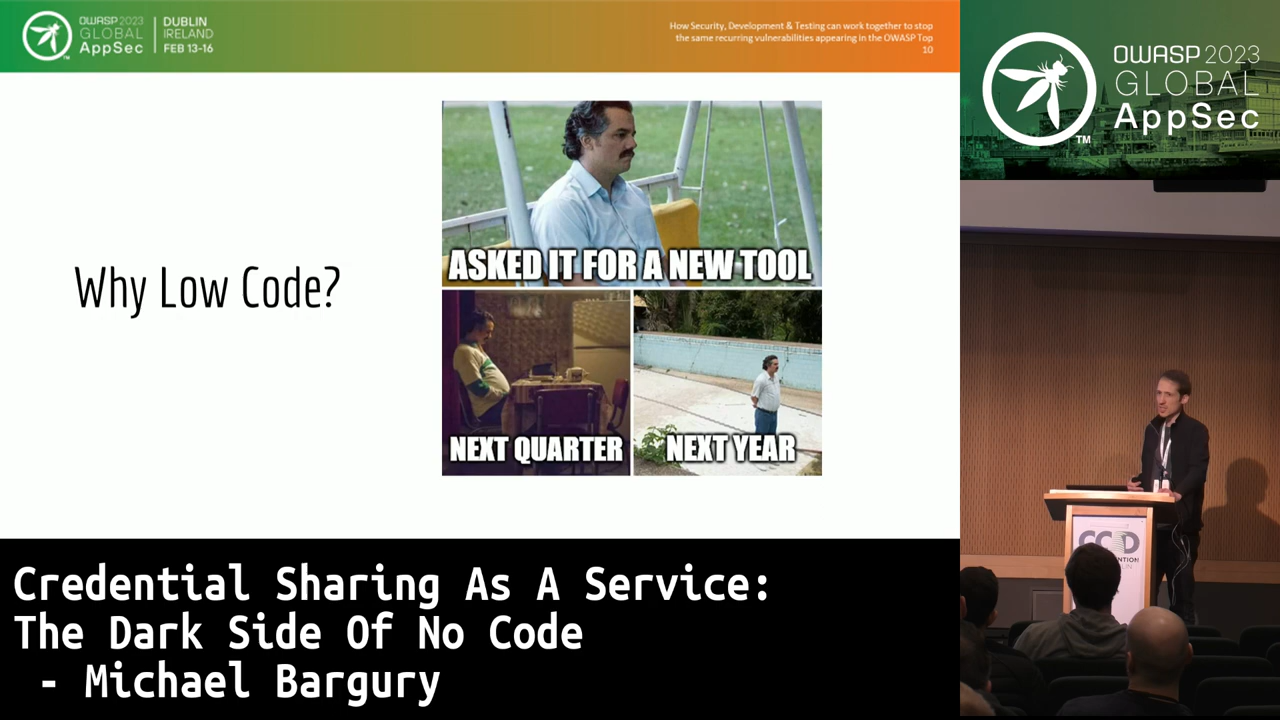 OWASP 2023
GLOBAL
AppSec
DUBLIN
IRELAND
FEB 13-16
TM
How Security, Development & Testing can work together to stop
the same recurring vulnerabilities appearing in the OWASP Top
10
OWASP 2023
GLOBAL
AppSec
TM
Why Low Code?
ASKED IT FOR A NEW TOOL
NEXT QUARTER
NEXT YEAR
Credential Sharing As A Service:
The Dark Side Of No Code
- Michael Bargury